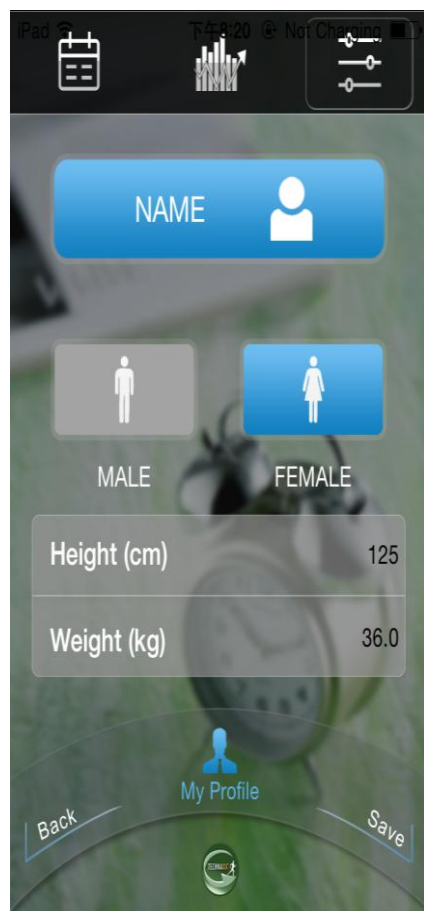 iPad 下午8:20 Not Charging
NAME
MALE FEMALE
Height (cm) 125
Weight (kg) 36.0
My Profile
Back Save